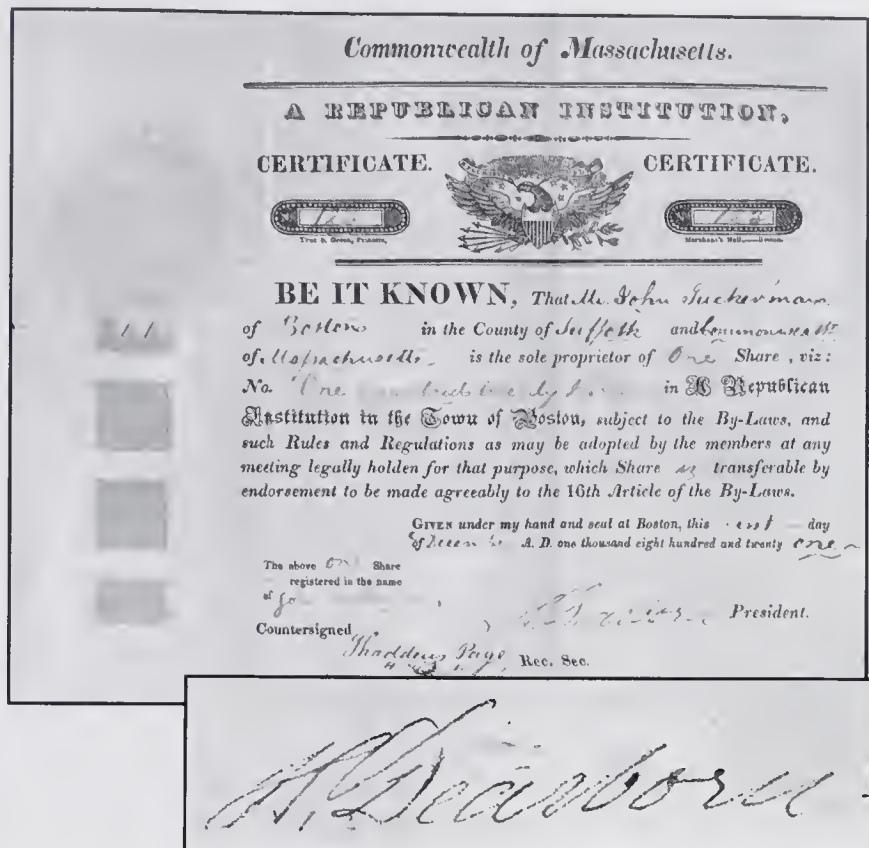 Commonwealth of Massachusetts.
A REPUBLICAN INSTITUTION,
CERTIFICATE. CERTIFICATE.
True & Green, Printers, Merchant's Hall,——Boston.
BE IT KNOWN, That Mr. John Tuckerman
of Boston in the County of Suffolk and Commonwealth
of Massachusetts is the sole proprietor of One Share, viz:
No. One hundred in A Republican
Institution in the Town of Boston, subject to the By-Laws, and
such Rules and Regulations as may be adopted by the members at any
meeting legally holden for that purpose, which Share is transferable by
endorsement to be made agreeably to the 16th Article of the By-Laws.
GIVEN under my hand and seal at Boston, this day
of A. D. one thousand eight hundred and twenty one
The above One Share
registered in the name
of
President.
Countersigned
Thaddeus Page, Rec. Sec.
H. Dearborn